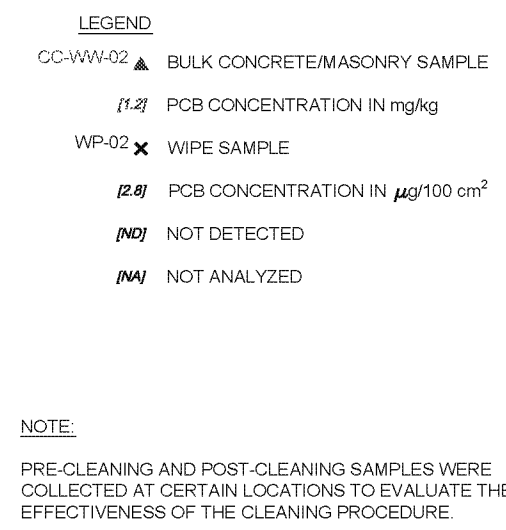 LEGEND
CC-WW-02 BULK CONCRETE/MASONRY SAMPLE
[1.2] PCB CONCENTRATION IN mg/kg
WP-02 WIPE SAMPLE
[2.8] PCB CONCENTRATION IN µg/100 cm²
[ND] NOT DETECTED
[NA] NOT ANALYZED
NOTE:
PRE-CLEANING AND POST-CLEANING SAMPLES WERE
COLLECTED AT CERTAIN LOCATIONS TO EVALUATE THE
EFFECTIVENESS OF THE CLEANING PROCEDURE.